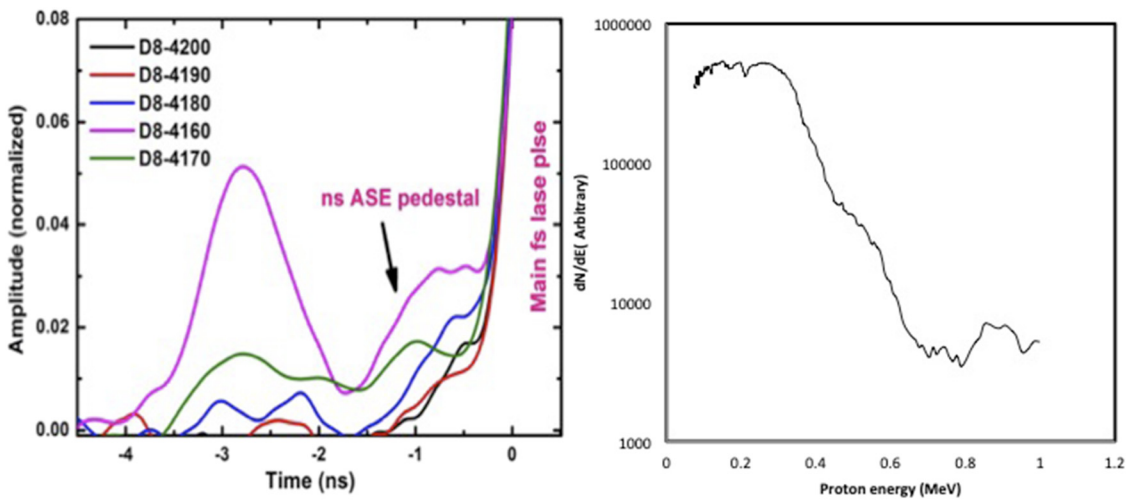 0.08
0.06
0.04
0.02
0.00
Amplitude (normalized)
D8-4200
D8-4190
D8-4180
D8-4160
D8-4170
ns ASE pedestal
Main fs lase plse
-4
-3
-2
-1
0
Time (ns)
1000000
100000
10000
1000
dN/dE( Arbitrary)
0
0.2
0.4
0.6
0.8
1
1.2
Proton energy (MeV)